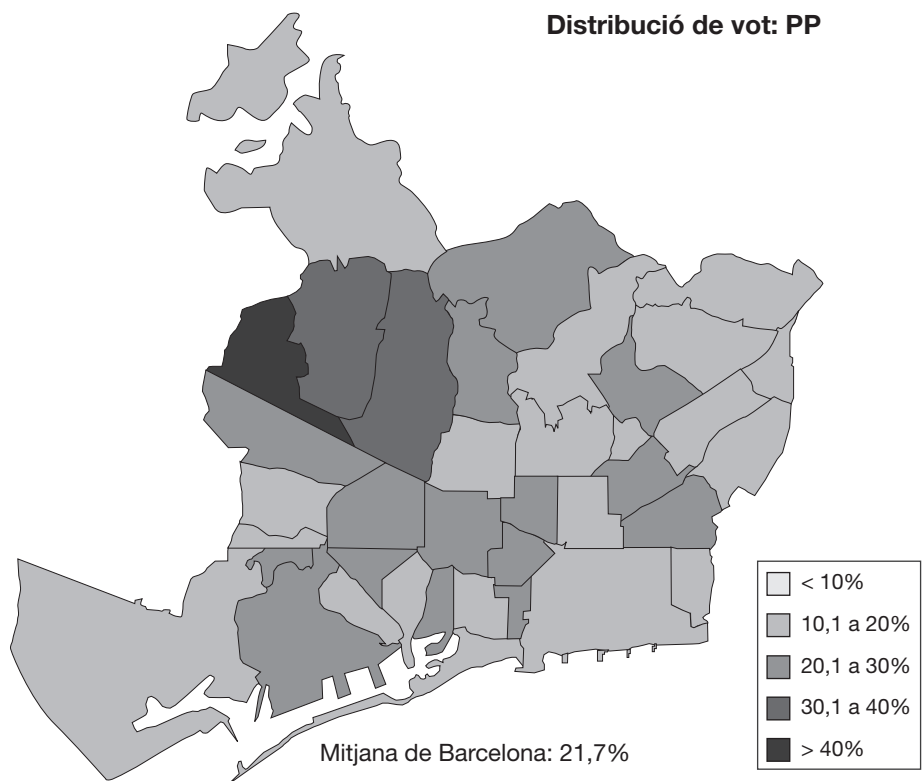 Distribució de vot: PP
< 10%
10,1 a 20%
20,1 a 30%
30,1 a 40%
> 40%
Mitjana de Barcelona: 21,7%